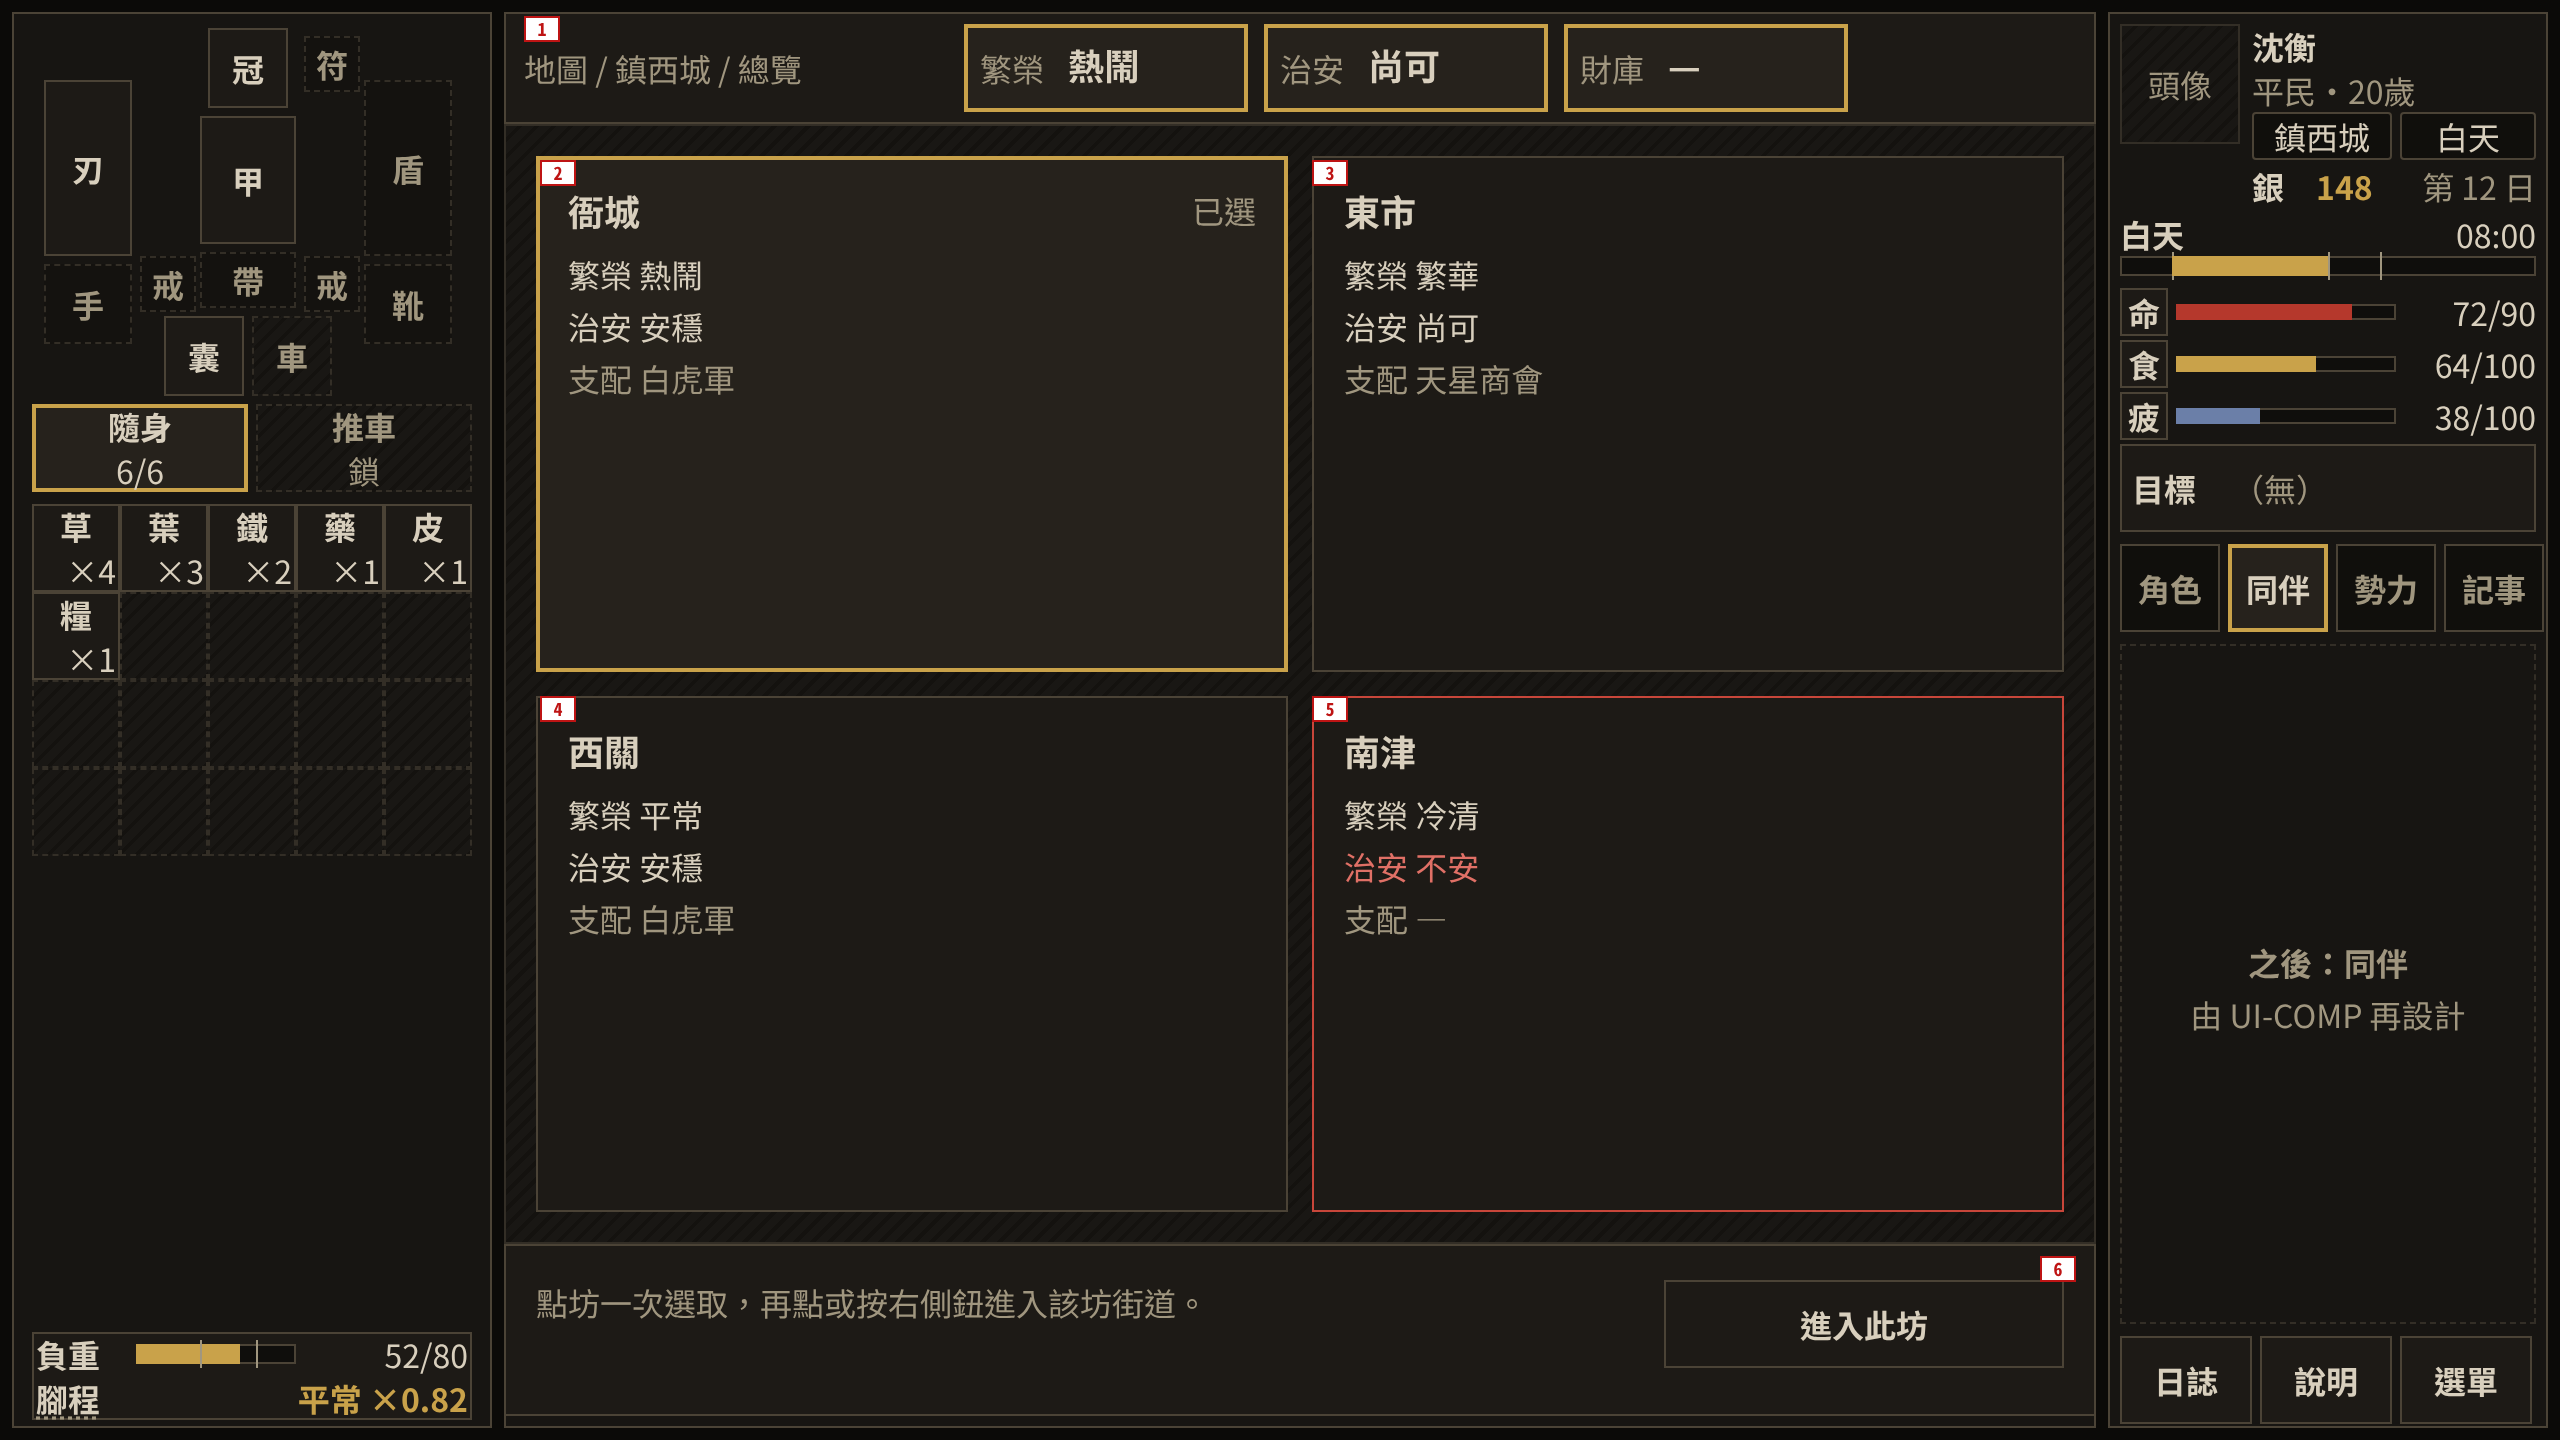 冠
符
刃
甲
盾
手
戒
帶
戒
靴
囊
車
隨身
6/6
推車
鎖
草
×4
葉
×3
鐵
×2
藥
×1
皮
×1
糧
×1
負重
52/80
腳程
平常 ×0.82
1
地圖 / 鎮西城 / 總覽
繁榮 熱鬧
治安 尚可
財庫 —
2
衙城
已選
繁榮 熱鬧
治安 安穩
支配 白虎軍
3
東市
繁榮 繁華
治安 尚可
支配 天星商會
4
西關
繁榮 平常
治安 安穩
支配 白虎軍
5
南津
繁榮 冷清
治安 不安
支配 —
6
點坊一次選取，再點或按右側鈕進入該坊街道。
進入此坊
頭像
沈衡
平民・20歲
鎮西城
白天
銀 148
第 12 日
白天
08:00
命
72/90
食
64/100
疲
38/100
目標 （無）
角色
同伴
勢力
記事
之後：同伴
由 UI-COMP 再設計
日誌
說明
選單